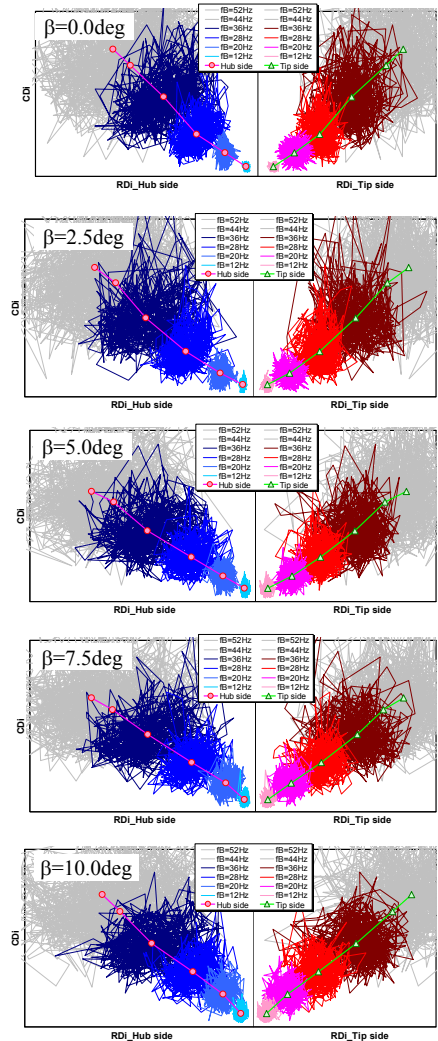 β=0.0deg
fB=52Hz fB=52Hz
fB=44Hz fB=44Hz
fB=36Hz fB=36Hz
fB=28Hz fB=28Hz
fB=20Hz fB=20Hz
fB=12Hz fB=12Hz
Hub side Tip side
CDi
RDi_Hub side RDi_Tip side
β=2.5deg
fB=52Hz fB=52Hz
fB=44Hz fB=44Hz
fB=36Hz fB=36Hz
fB=28Hz fB=28Hz
fB=20Hz fB=20Hz
fB=12Hz fB=12Hz
Hub side Tip side
CDi
RDi_Hub side RDi_Tip side
β=5.0deg
fB=52Hz fB=52Hz
fB=44Hz fB=44Hz
fB=36Hz fB=36Hz
fB=28Hz fB=28Hz
fB=20Hz fB=20Hz
fB=12Hz fB=12Hz
Hub side Tip side
CDi
RDi_Hub side RDi_Tip side
β=7.5deg
fB=52Hz fB=52Hz
fB=44Hz fB=44Hz
fB=36Hz fB=36Hz
fB=28Hz fB=28Hz
fB=20Hz fB=20Hz
fB=12Hz fB=12Hz
Hub side Tip side
CDi
RDi_Hub side RDi_Tip side
β=10.0deg
fB=52Hz fB=52Hz
fB=44Hz fB=44Hz
fB=36Hz fB=36Hz
fB=28Hz fB=28Hz
fB=20Hz fB=20Hz
fB=12Hz fB=12Hz
Hub side Tip side
CDi
RDi_Hub side RDi_Tip side